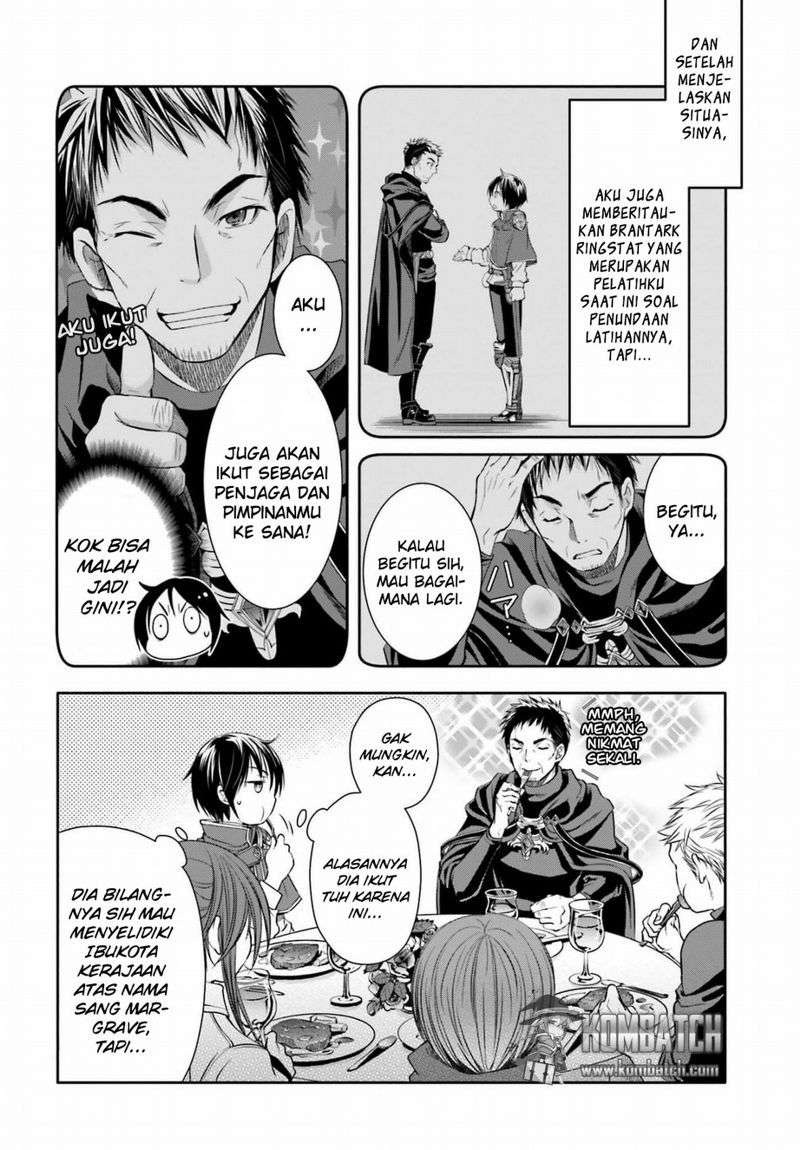 DAN
SETELAH
MENJE-
LASKAN
SITUA-
SINYA,
AKU JUGA
MEMBERITAU-
KAN BRANTARK
RINGSTAT YANG
MERUPAKAN
PELATIHKU
SAAT INI SOAL
PENUNDAAN
LATIHANNYA,
TAPI...
BEGITU,
YA...
KALAU
BEGITU SIH,
MAU BAGAI-
MANA LAGI.
AKU
...
AKU IKUT
JUGA!
JUGA AKAN
IKUT SEBAGAI
PENJAGA DAN
PIMPINANMU
KE SANA!
KOK BISA
MALAH
JADI
GINI!?
MMPH,
MEMANG
NIKMAT
SEKALI.
GAK
MUNGKIN,
KAN...
ALASANNYA
DIA IKUT
TUH KARENA
INI...
DIA BILANG-
NYA SIH MAU
MENYELIDIKI
IBUKOTA
KERAJAAN
ATAS NAMA
SANG MAR-
GRAVE,
TAPI...
KOMBATCH
www.kombatch.com